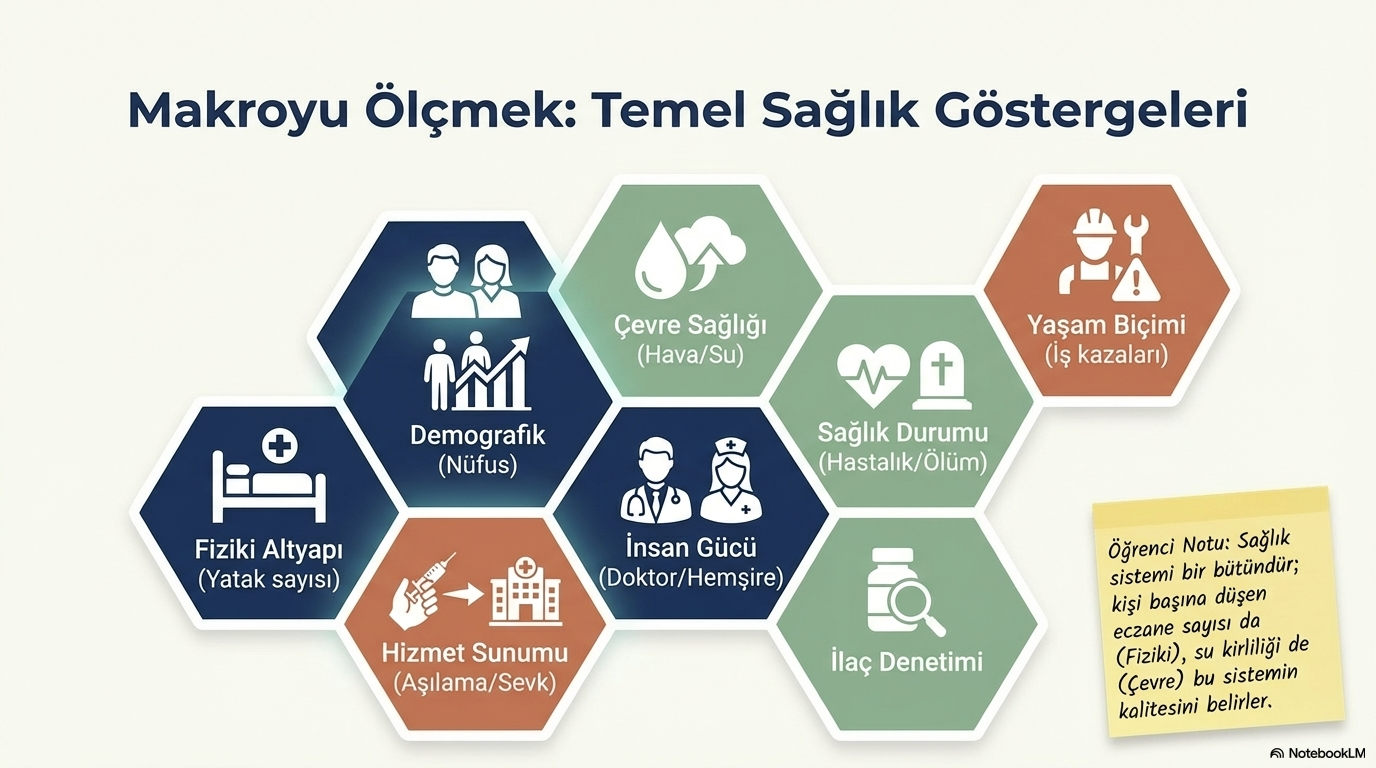 Makroyu Ölçmek: Temel Sağlık Göstergeleri
Çevre Sağlığı
(Hava/Su)
Yaşam Biçimi
(İş kazaları)
Demografik
(Nüfus)
Sağlık Durumu
(Hastalık/Ölüm)
Fiziki Altyapı
(Yatak sayısı)
İnsan Gücü
(Doktor/Hemşire)
Hizmet Sunumu
(Aşılama/Sevk)
İlaç Denetimi
Öğrenci Notu: Sağlık
sistemi bir bütündür;
kişi başına düşen
eczane sayısı da
(Fiziki), su kirliliği de
(Çevre) bu sistemin
kalitesini belirler.
NotebookLM